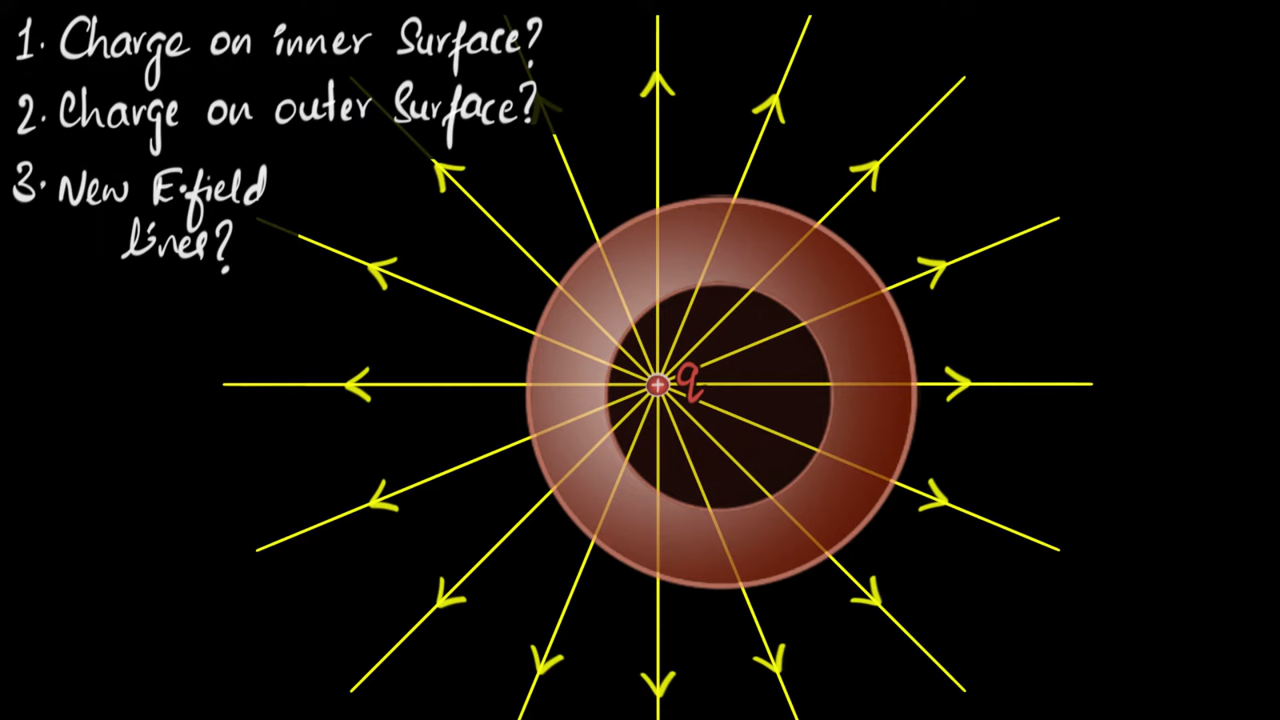 1. Charge on inner Surface?
2. Charge on outer Surface?
3. New E.field
lines?
+ q